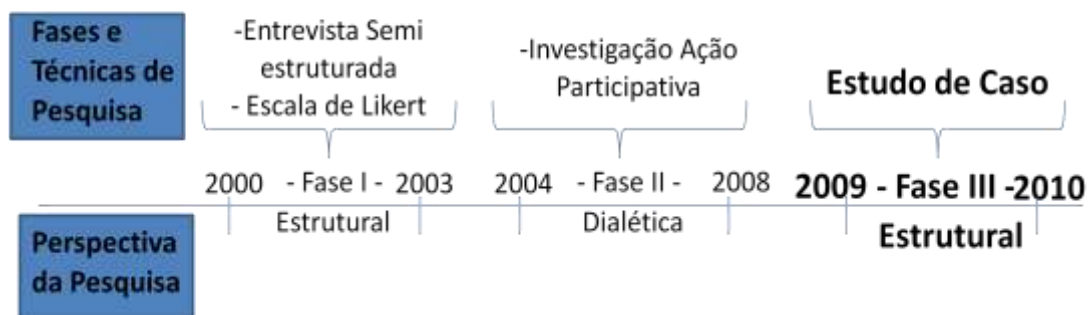 Fases e
Técnicas de
Pesquisa
-Entrevista Semi
estruturada
- Escala de Likert
-Investigação Ação
Participativa
Estudo de Caso
2000 - Fase I - 2003 2004 - Fase II - 2008 2009 - Fase III -2010
Estrutural Dialética Estrutural
Perspectiva
da Pesquisa